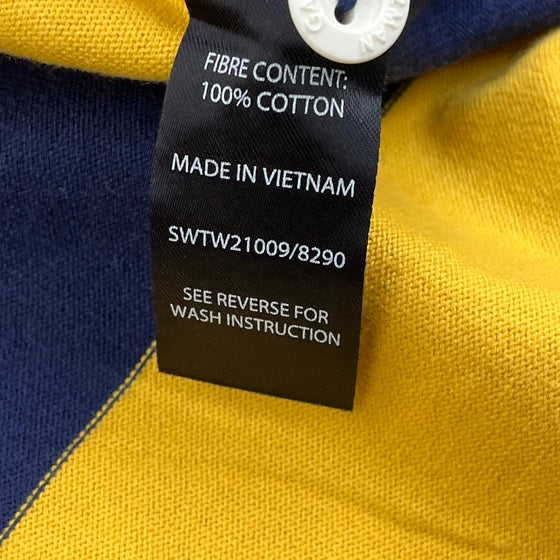 FIBRE CONTENT:
100% COTTON
MADE IN VIETNAM
SWTW21009/8290
SEE REVERSE FOR
WASH INSTRUCTION